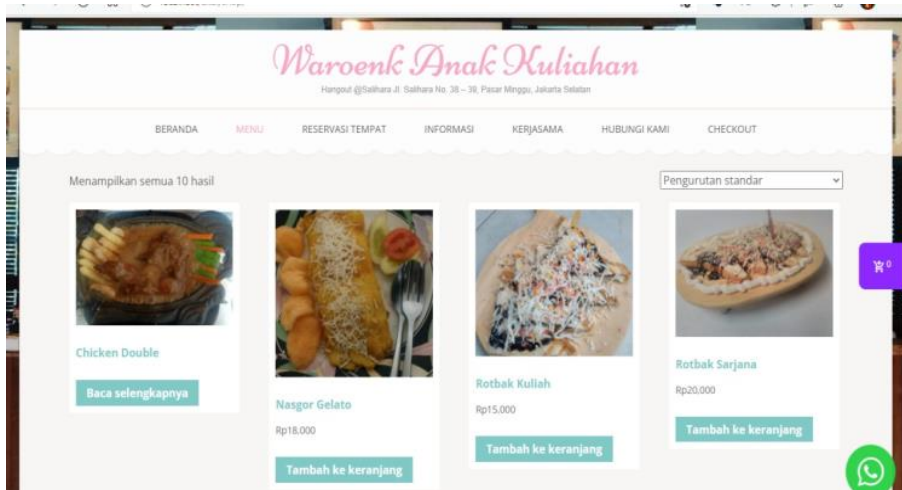 Waroenk Anak Kuliahan
Hangout @Salihara Jl. Salihara No. 38 – 39, Pasar Minggu, Jakarta Selatan
BERANDA MENU RESERVASI TEMPAT INFORMASI KERJASAMA HUBUNGI KAMI CHECKOUT
Menampilkan semua 10 hasil
Pengurutan standar
0
Chicken Double
Baca selengkapnya
Nasgor Gelato
Rp18.000
Tambah ke keranjang
Rotbak Kuliah
Rp15.000
Tambah ke keranjang
Rotbak Sarjana
Rp20.000
Tambah ke keranjang